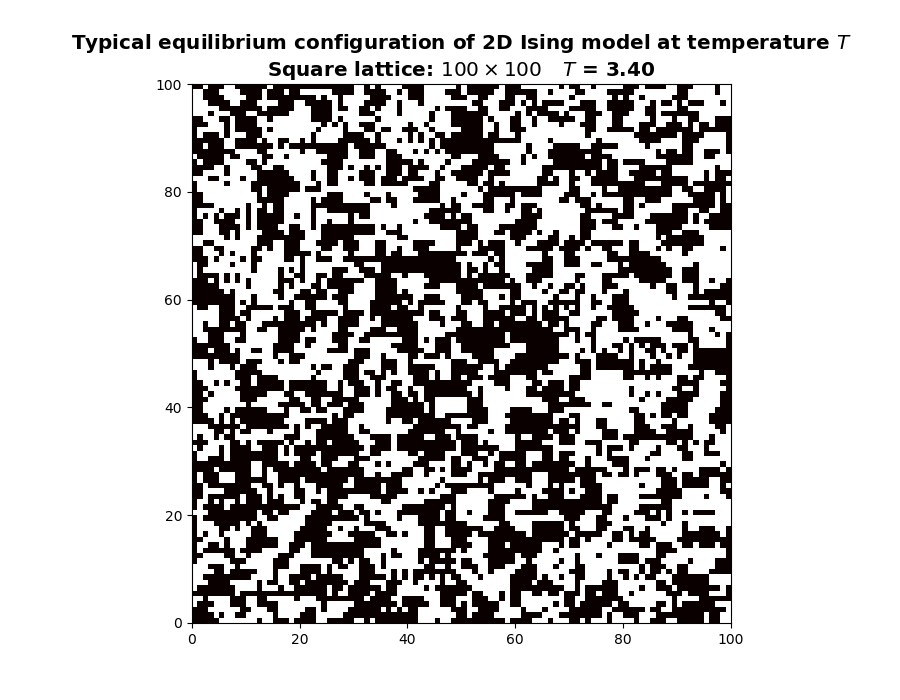 Typical equilibrium configuration of 2D Ising model at temperature T
Square lattice: 100 × 100 T = 3.40
100
80
60
40
20
0
0 20 40 60 80 100